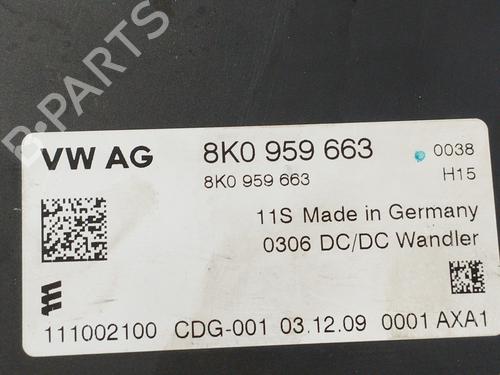 B-PARTS
VW AG 8K0 959 663 0038
8K0 959 663 H15
11S Made in Germany
0306 DC/DC Wandler
111002100 CDG-001 03.12.09 0001 AXA1